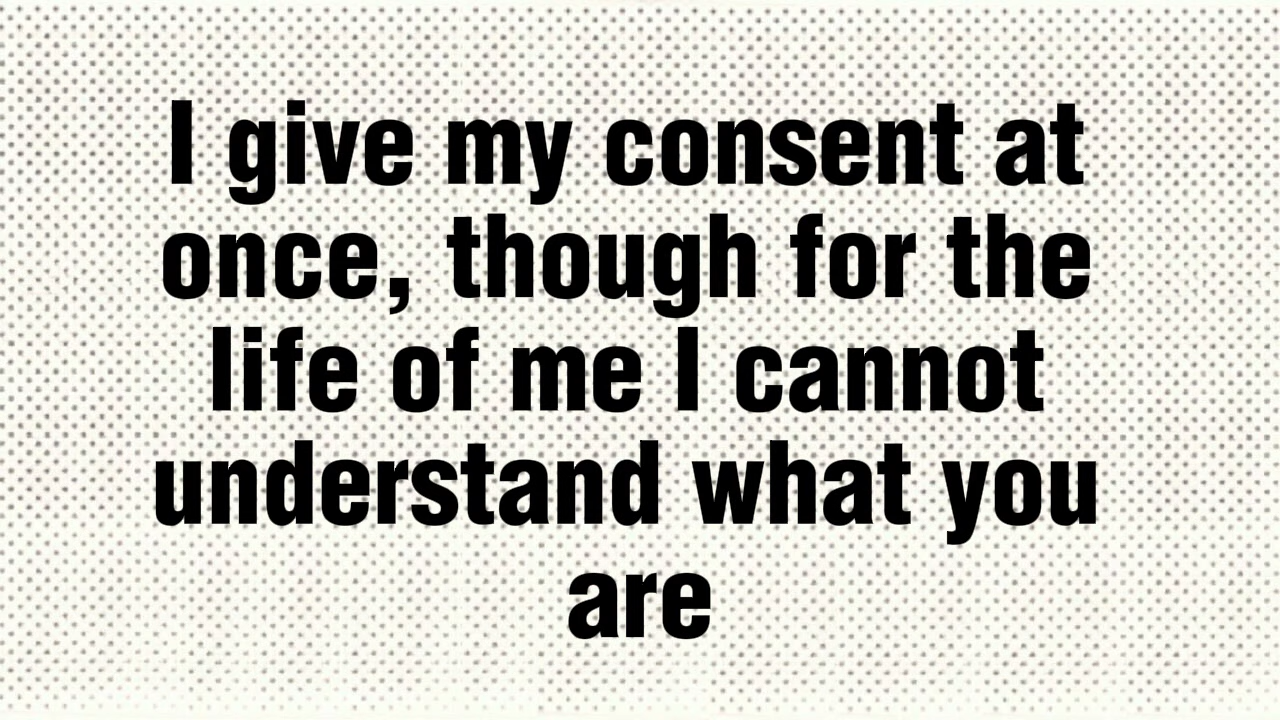 I give my consent at
once, though for the
life of me I cannot
understand what you
are